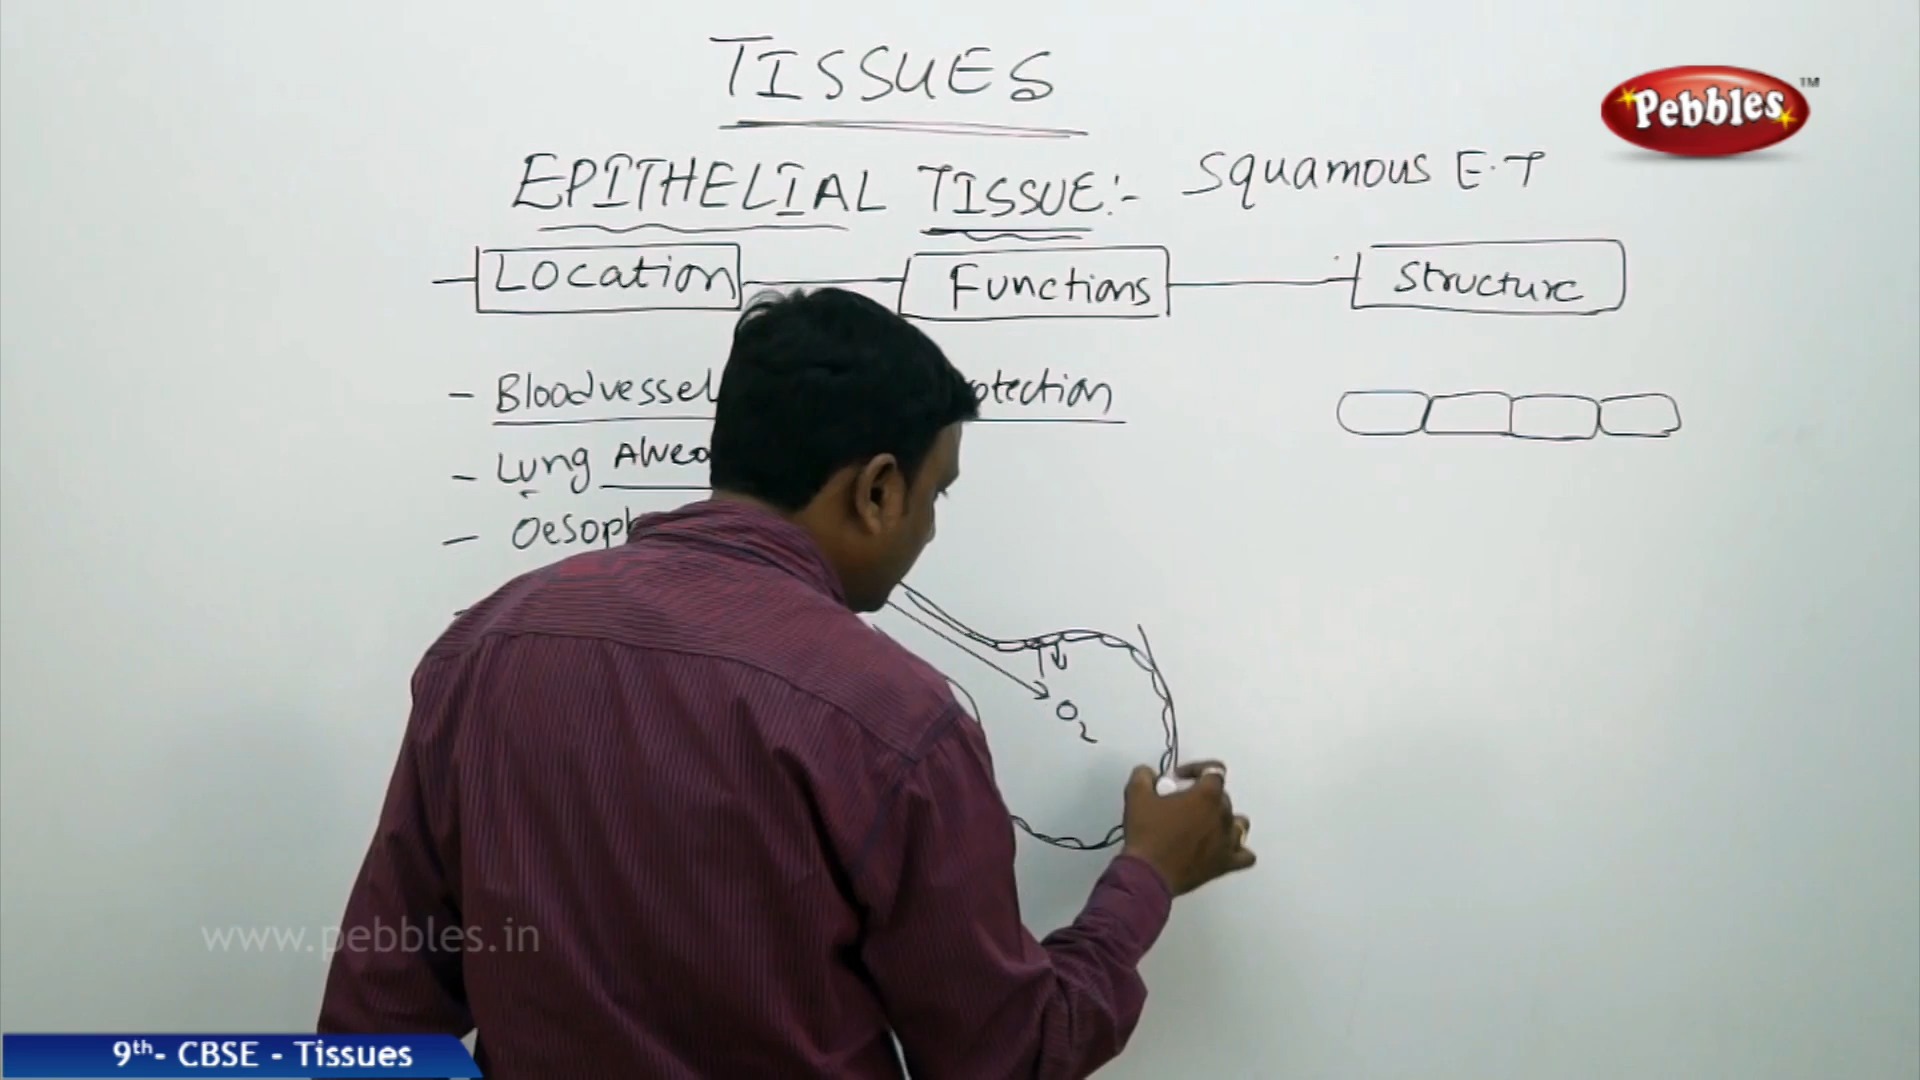 TISSUES
Pebbles™
EPITHELIAL TISSUE:- Squamous E.T
Location Functions Structure
- Bloodvessel otection
- Lung Alveo
- Oesoph
O2
www.pebbles.in
9th- CBSE - Tissues